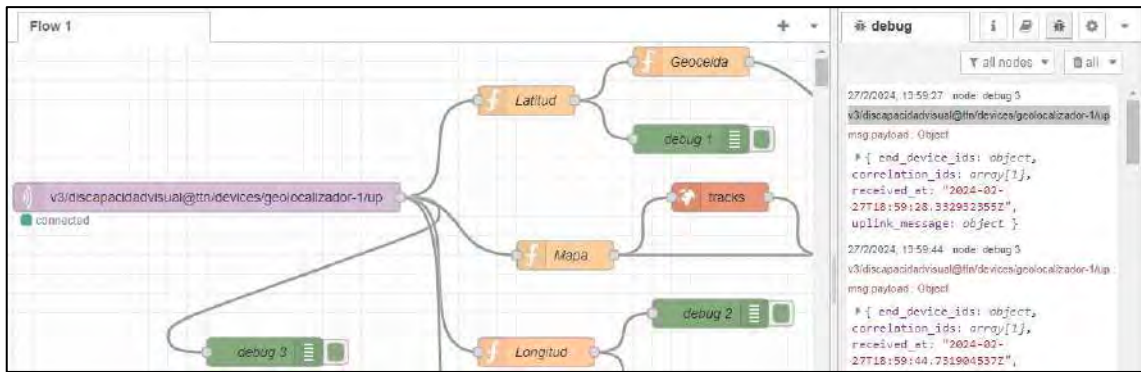 Flow 1
Geocelda
Latitud
debug 1
v3/discapacidadvisual@ttn/devices/geolocalizador-1/up
connected
tracks
Mapa
debug 2
debug 3
Longitud
debug
i
all nodes
all
27/2/2024, 13:59:27 node: debug 3
v3/discapacidadvisual@ttn/devices/geolocalizador-1/up
msg.payload : Object
{ end_device_ids: object,
correlation_ids: array[1],
received_at: "2024-02-
27T18:59:28.332932355Z",
uplink_message: object }
27/2/2024, 13:59:44 node: debug 3
v3/discapacidadvisual@ttn/devices/geolocalizador-1/up :
msg.payload : Object
{ end_device_ids: object,
correlation_ids: array[1],
received_at: "2024-02-
27T18:59:44.731904537Z",